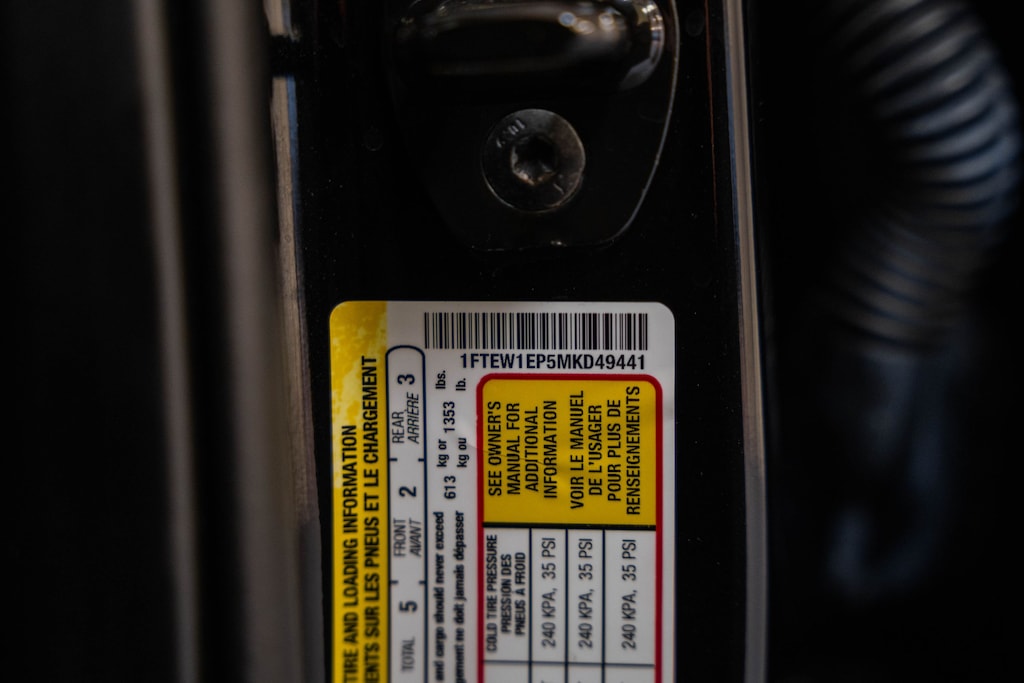 1FTEW1EP5MKD49441
TIRE AND LOADING INFORMATION
ENTS SUR LES PNEUS ET LE CHARGEMENT
TOTAL 5 FRONT AVANT 2 REAR ARRIÈRE 3
and cargo should never exceed 613 kg or 1353 lbs.
gement ne doit jamais dépasser kg ou lb.
SEE OWNER'S
MANUAL FOR
ADDITIONAL
INFORMATION
VOIR LE MANUEL
DE L'USAGER
POUR PLUS DE
RENSEIGNEMENTS
COLD TIRE PRESSURE
PRESSION DES
PNEUS À FROID
240 KPA, 35 PSI
240 KPA, 35 PSI
240 KPA, 35 PSI